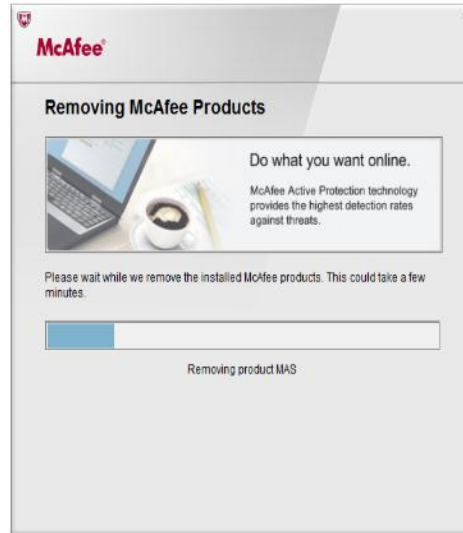 McAfee®
Removing McAfee Products
Do what you want online.
McAfee Active Protection technology
provides the highest detection rates
against threats.
Please wait while we remove the installed McAfee products. This could take a few
minutes.
Removing product MAS